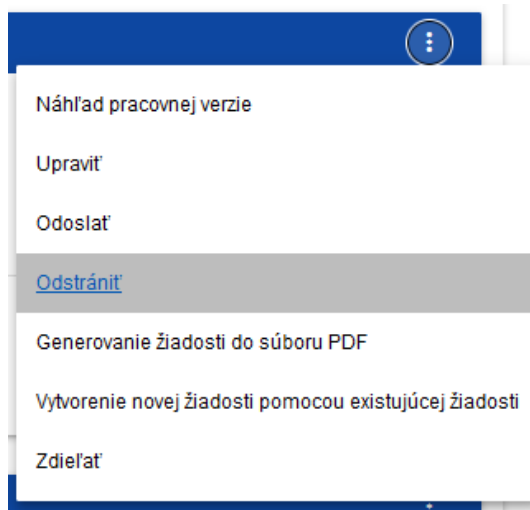 Náhľad pracovnej verzie
Upraviť
Odoslať
Odstrániť
Generovanie žiadosti do súboru PDF
Vytvorenie novej žiadosti pomocou existujúcej žiadosti
Zdieľať